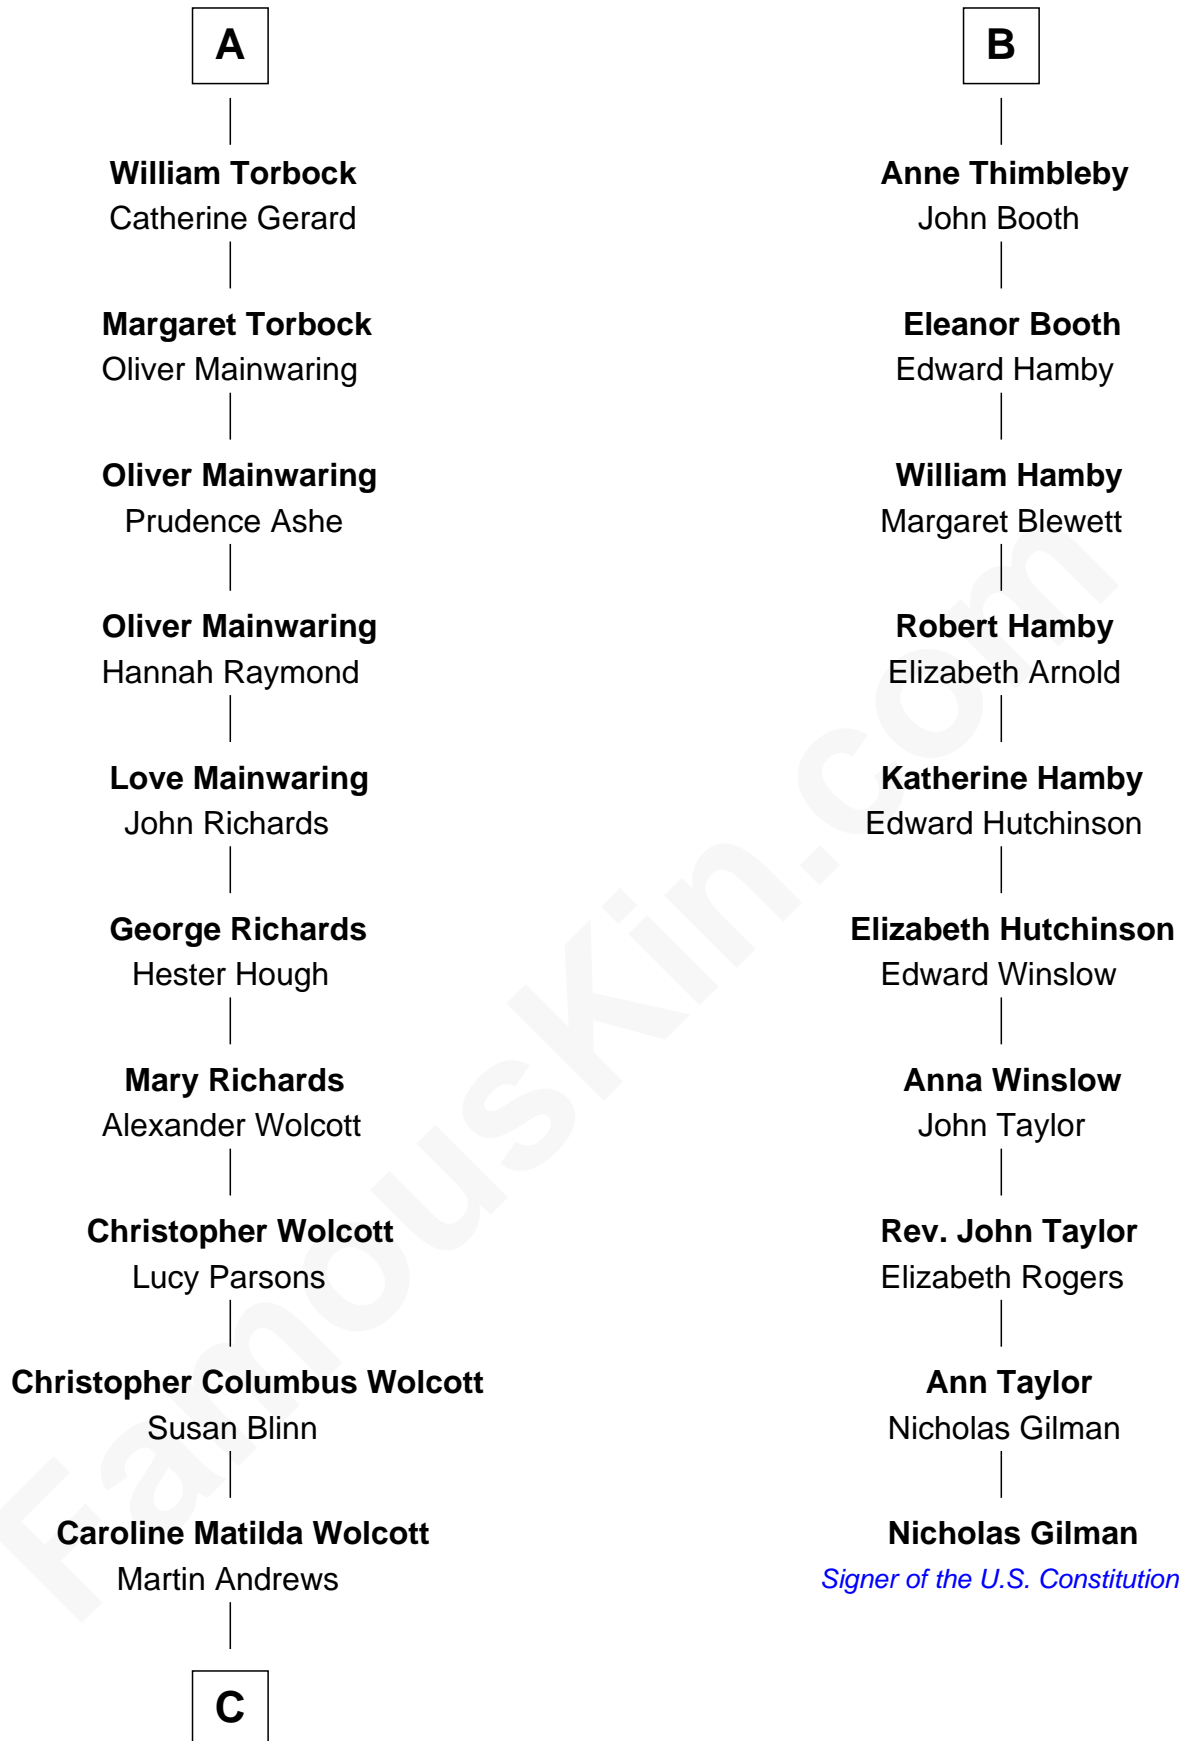 A
William Torbock
Catherine Gerard
Margaret Torbock
Oliver Mainwaring
Oliver Mainwaring
Prudence Ashe
Oliver Mainwaring
Hannah Raymond
Love Mainwaring
John Richards
George Richards
Hester Hough
Mary Richards
Alexander Wolcott
Christopher Wolcott
Lucy Parsons
Christopher Columbus Wolcott
Susan Blinn
Caroline Matilda Wolcott
Martin Andrews
C
B
Anne Thimbleby
John Booth
Eleanor Booth
Edward Hamby
William Hamby
Margaret Blewett
Robert Hamby
Elizabeth Arnold
Katherine Hamby
Edward Hutchinson
Elizabeth Hutchinson
Edward Winslow
Anna Winslow
John Taylor
Rev. John Taylor
Elizabeth Rogers
Ann Taylor
Nicholas Gilman
Nicholas Gilman
Signer of the U.S. Constitution
FamousKin.com